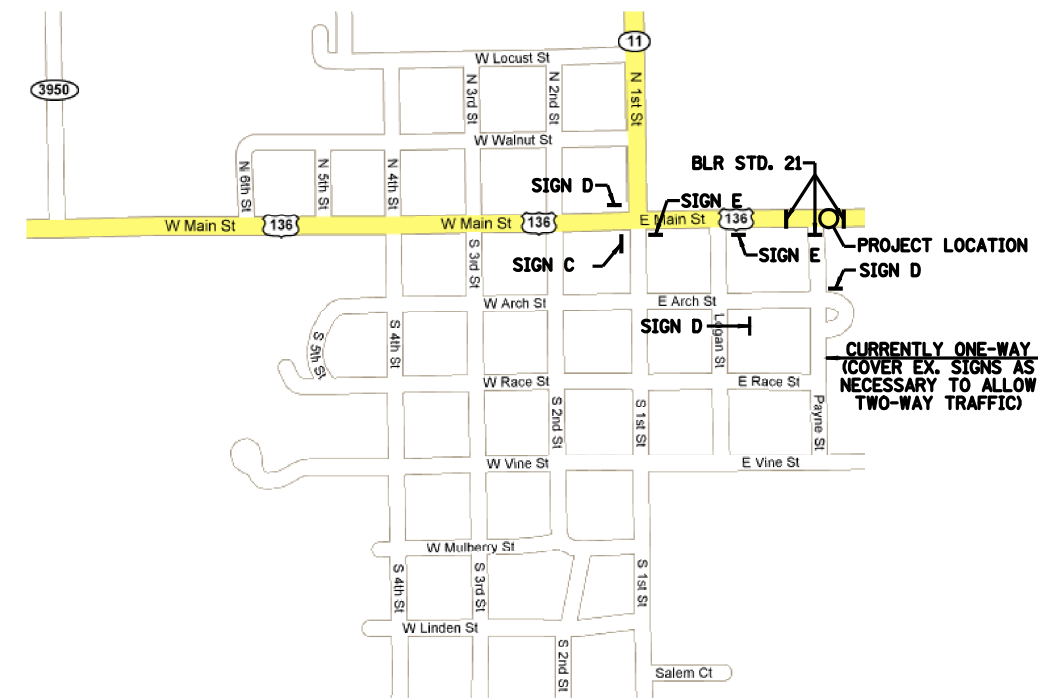 11
W Locust St
3950
N 3rd St
N 2nd St
N 1st St
W Walnut St
N 6th St
N 5th St
N 4th St
BLR STD. 21
SIGN D
SIGN E
W Main St
136
W Main St
136
E Main St
136
PROJECT LOCATION
SIGN C
S 3rd St
SIGN E
SIGN D
W Arch St
E Arch St
SIGN D
Logan St
S 5th St
S 4th St
CURRENTLY ONE-WAY
(COVER EX. SIGNS AS
NECESSARY TO ALLOW
TWO-WAY TRAFFIC)
W Race St
E Race St
S 2nd St
S 1st St
Payne St
W Vine St
E Vine St
W Mulberry St
S 4th St
S 3rd St
S 1st St
W Linden St
S 2nd St
Salem Ct